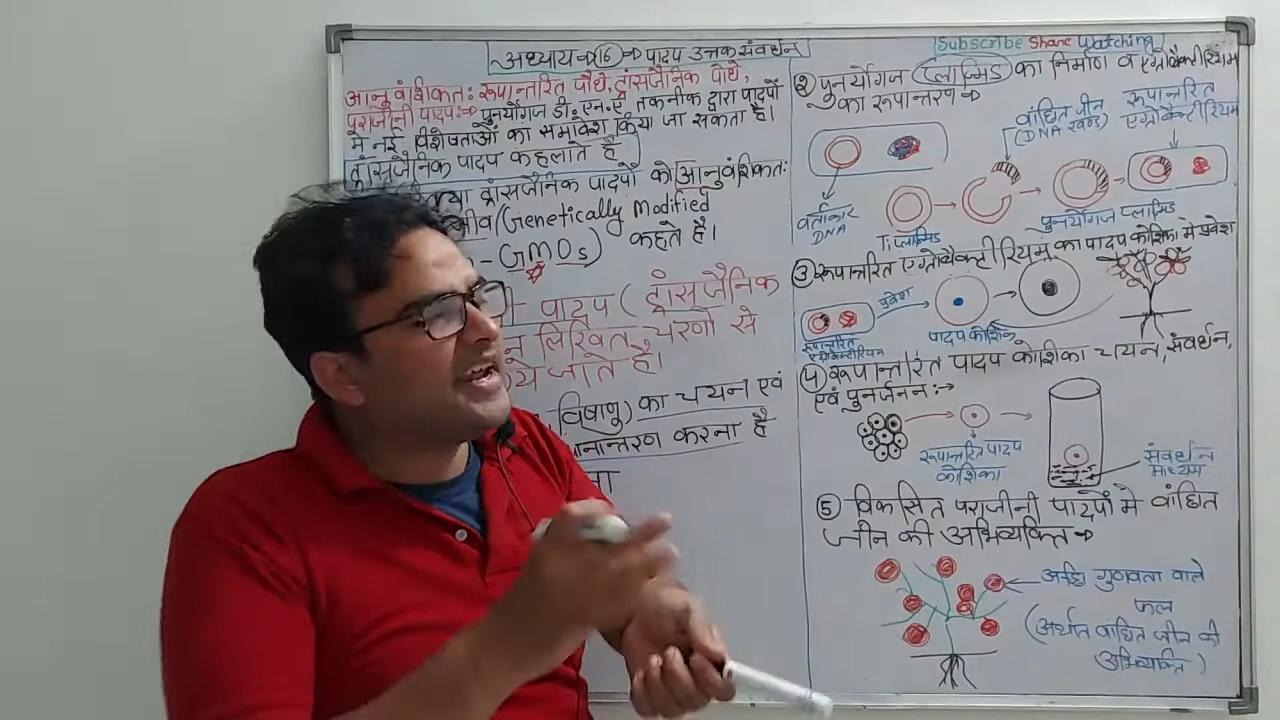 अध्याय-16 ⇒ पादप उत्तक संवर्धन
Subscribe Share Watching
आनुवंशिकतः रूपान्तरित पौधे, ट्रांसजैनिक पौधे,
पराजीनी पादपः⇒ पुनर्योगज डी. एन. ए. तकनीक द्वारा पादपों
मे नई विशेषताओं का समावेश किया जा सकता है।
ट्रांसजैनिक पादप कहलाते है
ट्रांसजैनिक पादपों को आनुवंशिकतः
जीव (Genetically Modified
- GMOs) कहते है।
- पादप (ट्रांसजैनिक
लिखित चरणो से
जाते है।
विषाणु) का चयन एवं
करना है
ना
② पुनर्योगज प्लाज्मिड का निर्माण व एग्रोबैक्टीरियम
का रूपान्तरण ⇒
वांछित जीन
(DNA खण्ड)
रूपान्तरित
एग्रोबैक्टीरियम
वर्ताकार
DNA
Ti प्लाज्मिड
पुनर्योगज प्लाज्मिड
③ रूपान्तरित एग्रोबैक्टीरियम का पादप कोशिका मे प्रवेश
प्रवेश
रूपान्तरित
एग्रोबैक्टीरियम
पादप कोशिका
④ रूपान्तरित पादप कोशिका चयन, संवर्धन,
एवं पुनर्जनन :→
रूपान्तरित पादप
कोशिका
संवर्धन
माध्यम
⑤ विकसित पराजीनी पादपों मे वांछित
जीन की अभिव्यक्ति ⇒
अच्छी गुणवता वाले
फल
(अर्थात वांछित जीन की
अभिव्यक्ति)